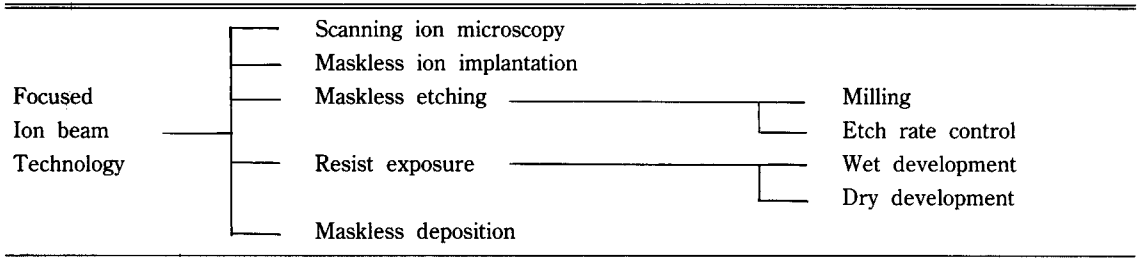 Focused
Ion beam
Technology
Scanning ion microscopy
Maskless ion implantation
Maskless etching
Milling
Etch rate control
Resist exposure
Wet development
Dry development
Maskless deposition